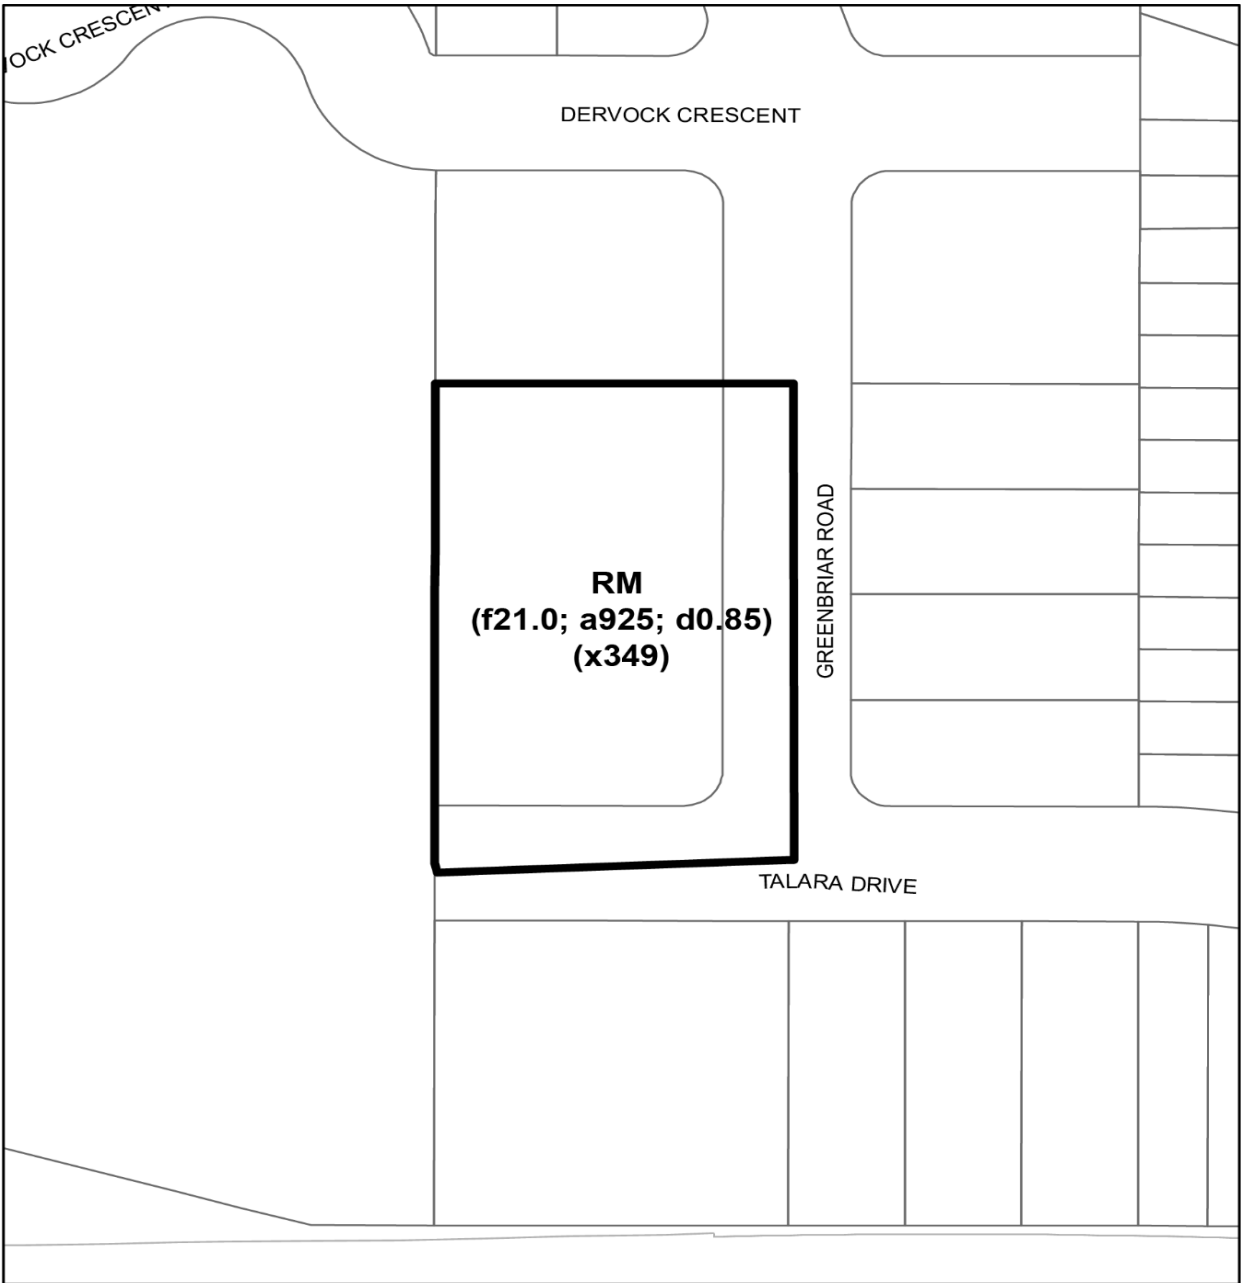 OCK CRESCENT
DERVOCK CRESCENT
GREENBRIAR ROAD
RM
(f21.0; a925; d0.85)
(x349)
TALARA DRIVE